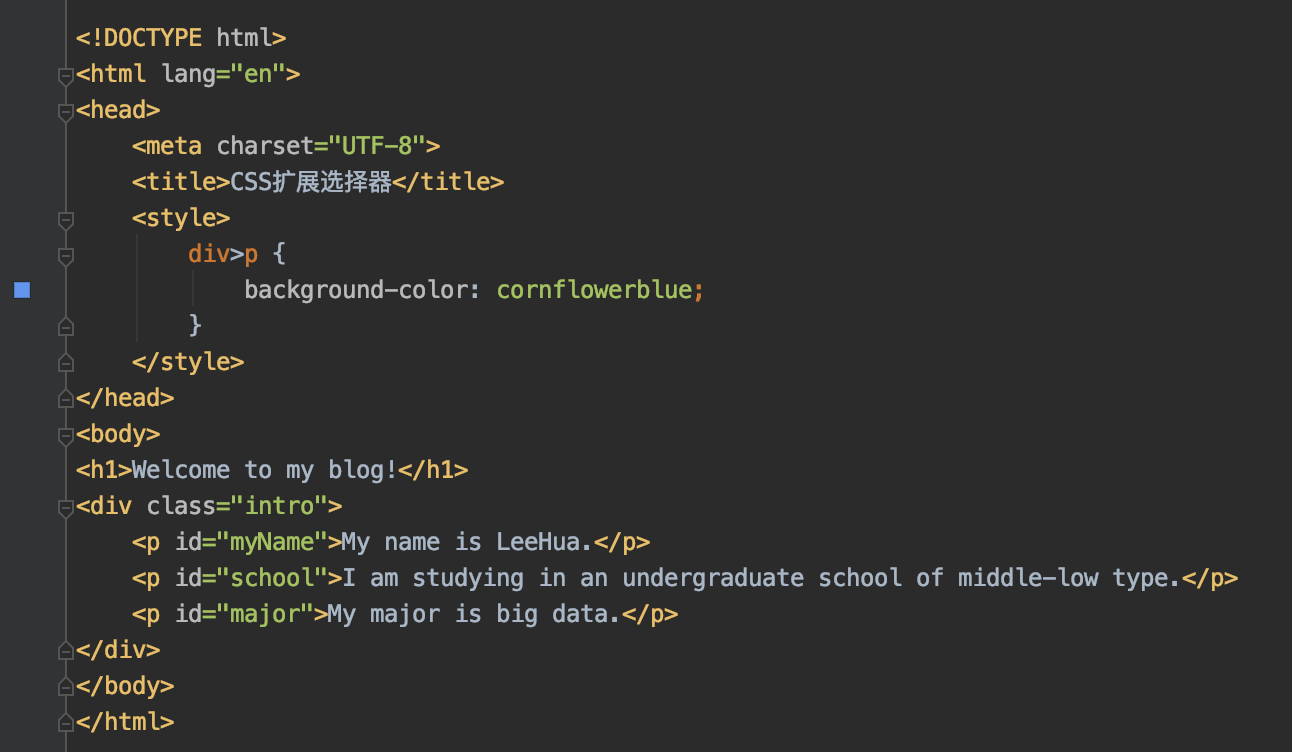 <!DOCTYPE html>
<html lang="en">
<head>
    <meta charset="UTF-8">
    <title>CSS扩展选择器</title>
    <style>
        div>p {
            background-color: cornflowerblue;
        }
    </style>
</head>
<body>
<h1>Welcome to my blog!</h1>
<div class="intro">
    <p id="myName">My name is LeeHua.</p>
    <p id="school">I am studying in an undergraduate school of middle-low type.</p>
    <p id="major">My major is big data.</p>
</div>
</body>
</html>